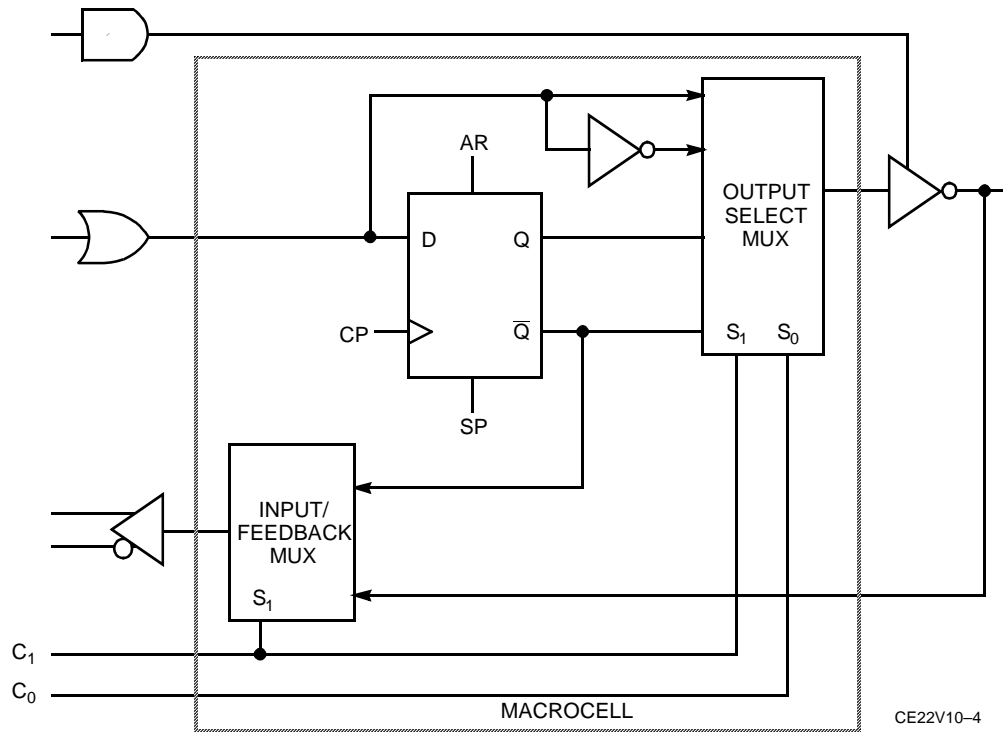 AR
OUTPUT
SELECT
MUX
D Q
CP
Q̅
S₁ S₀
SP
INPUT/
FEEDBACK
MUX
S₁
C₁
C₀
MACROCELL
CE22V10–4